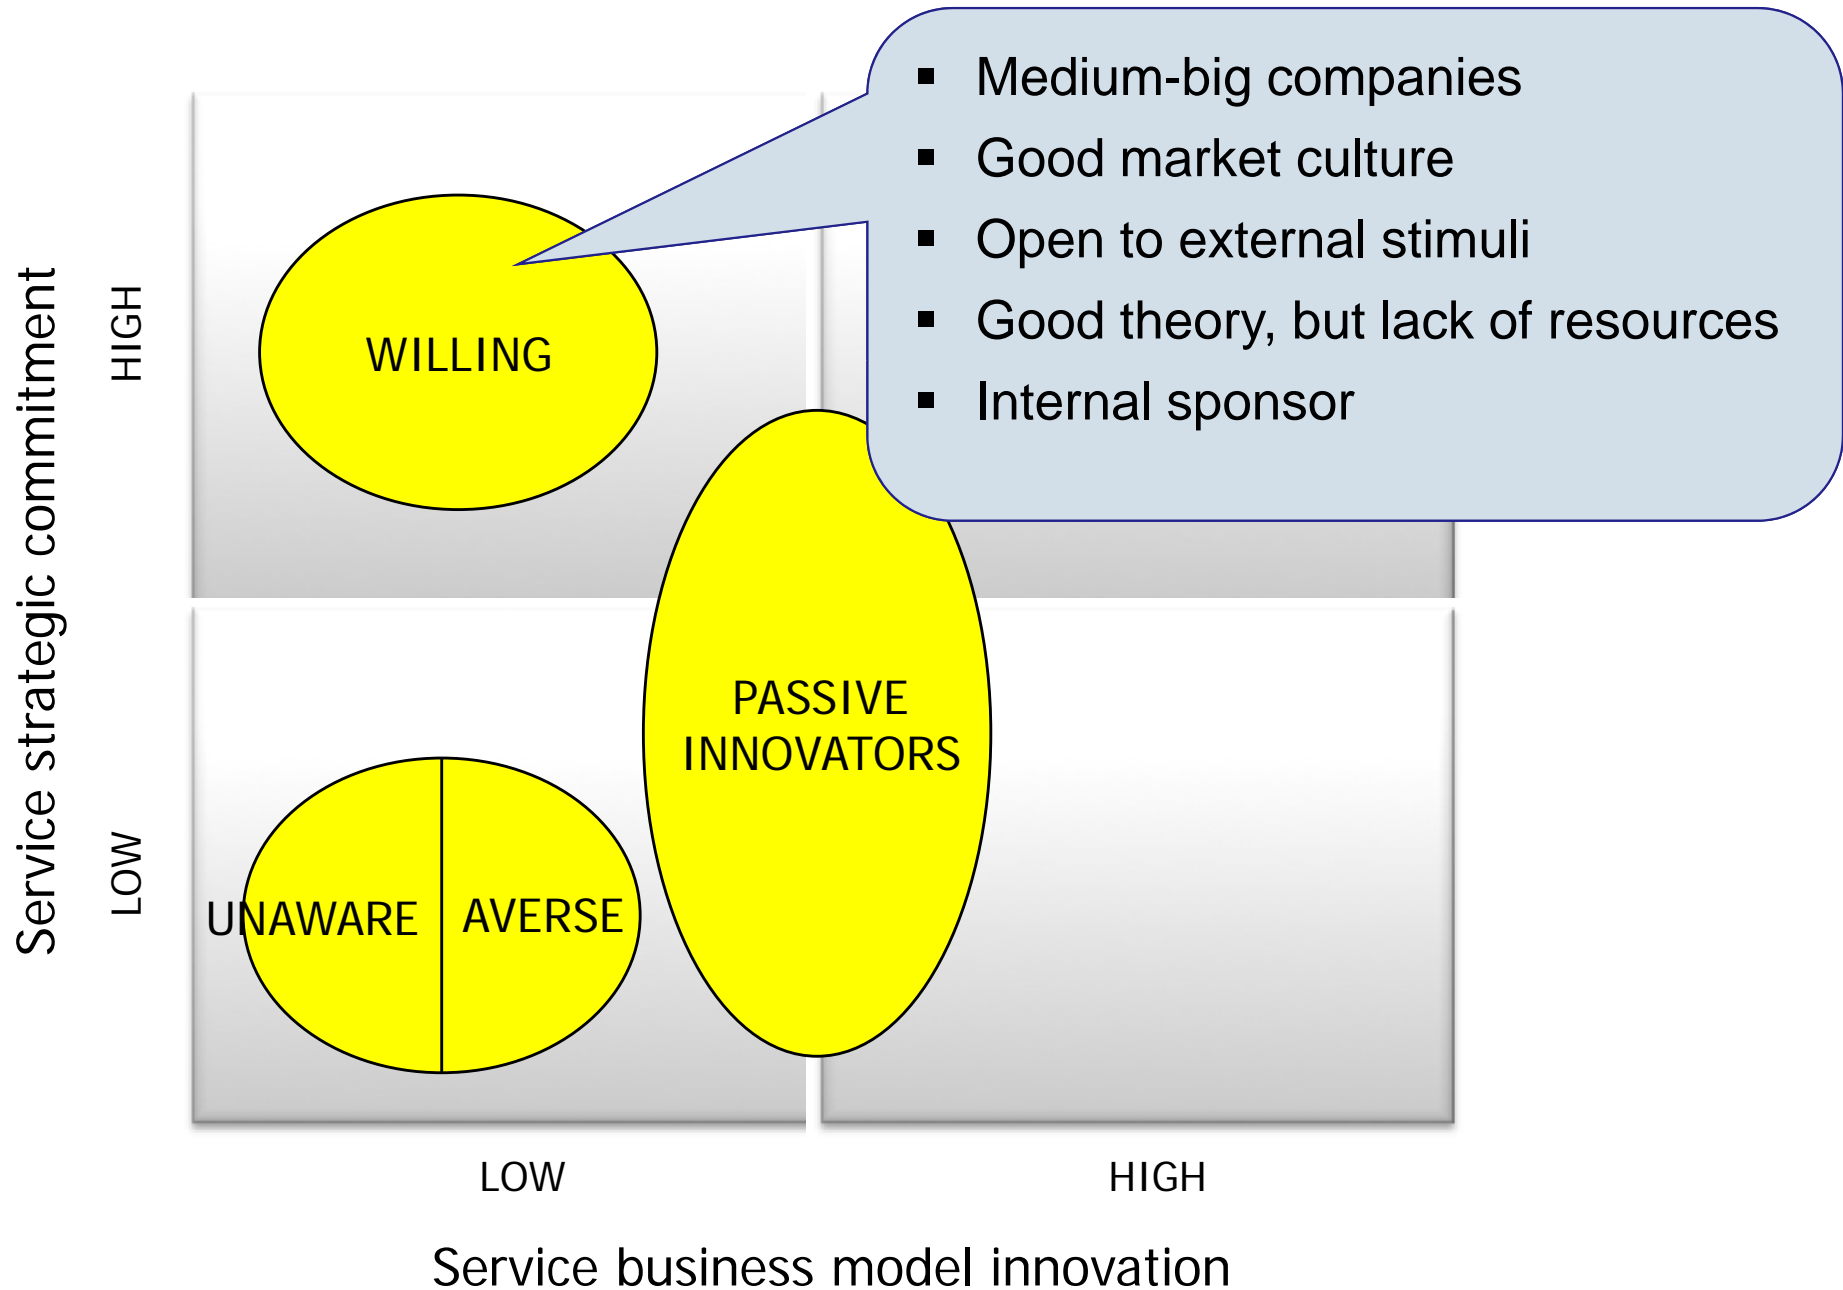 ▪ Medium-big companies
▪ Good market culture
▪ Open to external stimuli
▪ Good theory, but lack of resources
▪ Internal sponsor
Service strategic commitment
HIGH
LOW
WILLING
PASSIVE
INNOVATORS
UNAWARE
AVERSE
LOW
HIGH
Service business model innovation